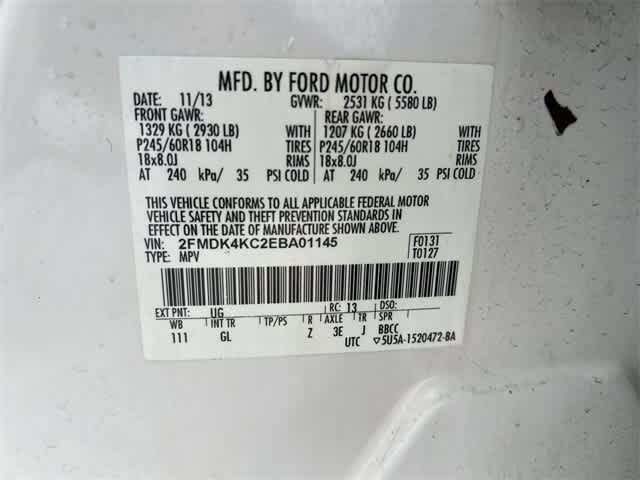 MFD. BY FORD MOTOR CO.
DATE: 11/13 GVWR: 2531 KG ( 5580 LB)
FRONT GAWR: REAR GAWR:
1329 KG ( 2930 LB) WITH 1207 KG ( 2660 LB) WITH
P245/60R18 104H TIRES P245/60R18 104H TIRES
18x8.0J RIMS 18x8.0J RIMS
AT 240 kPa/ 35 PSI COLD AT 240 kPa/ 35 PSI COLD
THIS VEHICLE CONFORMS TO ALL APPLICABLE FEDERAL MOTOR
VEHICLE SAFETY AND THEFT PREVENTION STANDARDS IN
EFFECT ON THE DATE OF MANUFACTURE SHOWN ABOVE.
VIN: 2FMDK4KC2EBA01145 F0131
TYPE: MPV T0127
EXT PNT: UG RC: 13 DSO:
WB INT TR TP/PS R AXLE TR SPR
111 GL Z 3E J BBCC
UTC ▽5U5A-1520472-BA